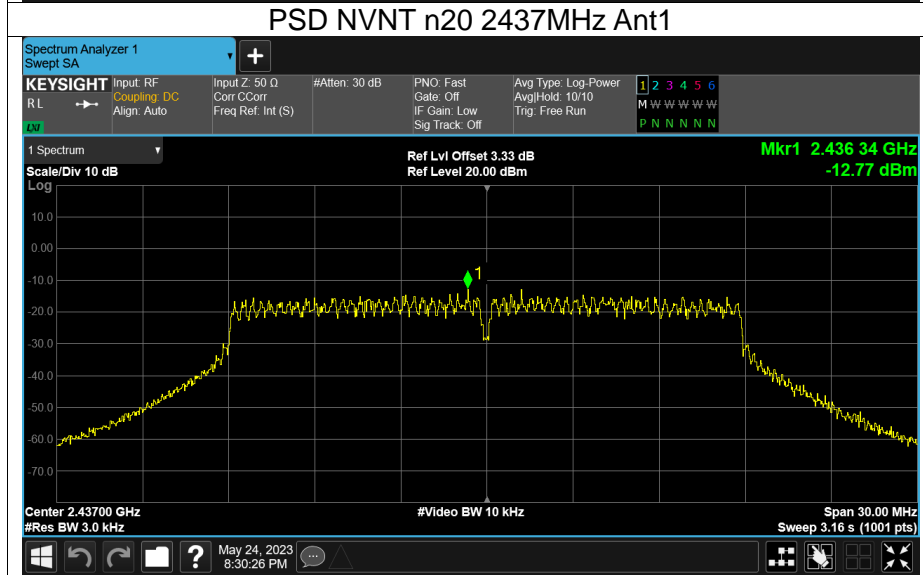 PSD NVNT n20 2437MHz Ant1
Spectrum Analyzer 1
Swept SA
+
KEYSIGHT
RL
LXI
Input: RF
Coupling: DC
Align: Auto
Input Z: 50 Ω
Corr CCorr
Freq Ref: Int (S)
#Atten: 30 dB
PNO: Fast
Gate: Off
IF Gain: Low
Sig Track: Off
Avg Type: Log-Power
Avg|Hold: 10/10
Trig: Free Run
1 2 3 4 5 6
M W W W W W
P N N N N N
1 Spectrum
Scale/Div 10 dB
Ref Lvl Offset 3.33 dB
Ref Level 20.00 dBm
Mkr1 2.436 34 GHz
-12.77 dBm
Log
10.0
0.00
-10.0
1
-20.0
-30.0
-40.0
-50.0
-60.0
-70.0
Center 2.43700 GHz
#Res BW 3.0 kHz
#Video BW 10 kHz
Span 30.00 MHz
Sweep 3.16 s (1001 pts)
?
May 24, 2023
8:30:26 PM